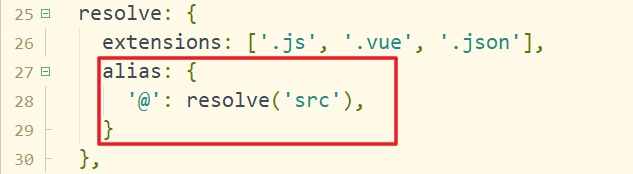 25 resolve: {
26 extensions: ['.js', '.vue', '.json'],
27 alias: {
28 '@': resolve('src'),
29 }
30 },